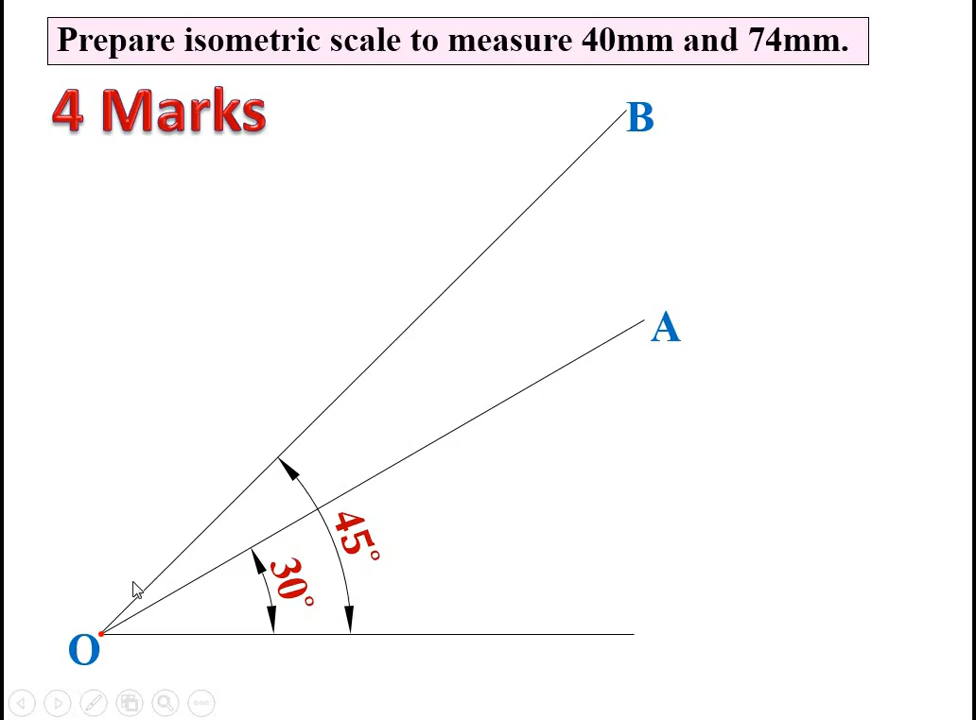 Prepare isometric scale to measure 40mm and 74mm.
4 Marks
B
A
45°
30°
O